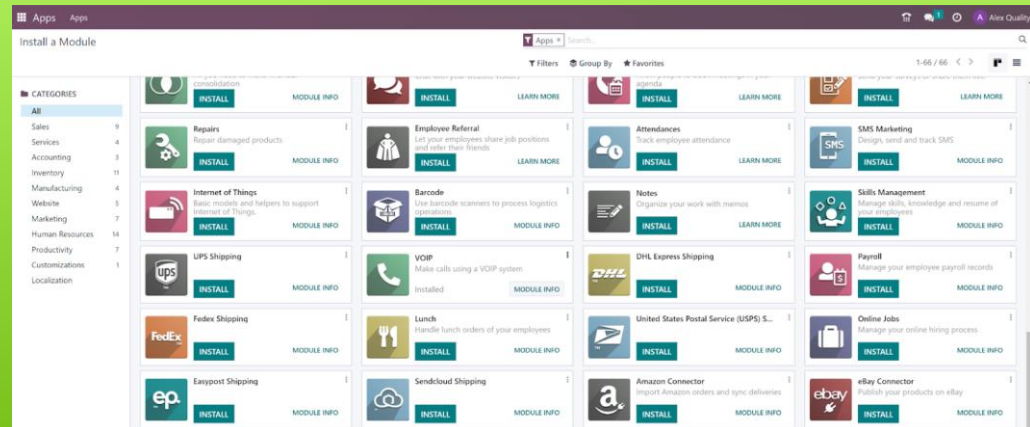 Apps Apps
1
A Alex Quality
Install a Module
Apps × Search...
Filters Group By Favorites
1-66 / 66
CATEGORIES
All
Sales 9
Services 4
Accounting 3
Inventory 11
Manufacturing 4
Website 5
Marketing 7
Human Resources 14
Productivity 7
Customizations 1
Localization
consolidation
INSTALL MODULE INFO
INSTALL LEARN MORE
agenda
INSTALL LEARN MORE
INSTALL LEARN MORE
Repairs
Repair damaged products
INSTALL MODULE INFO
Employee Referral
Let your employees share job positions
and refer their friends
INSTALL LEARN MORE
Attendances
Track employee attendance
INSTALL LEARN MORE
SMS
SMS Marketing
Design, send and track SMS
INSTALL MODULE INFO
Internet of Things
Basic models and helpers to support
Internet of Things.
INSTALL MODULE INFO
Barcode
Use barcode scanners to process logistics
operations
INSTALL MODULE INFO
Notes
Organize your work with memos
INSTALL LEARN MORE
Skills Management
Manage skills, knowledge and resume of
your employees
INSTALL MODULE INFO
ups
UPS Shipping
INSTALL MODULE INFO
VOIP
Make calls using a VOIP system
Installed MODULE INFO
DHL
DHL Express Shipping
INSTALL MODULE INFO
Payroll
Manage your employee payroll records
INSTALL MODULE INFO
FedEx
Fedex Shipping
INSTALL MODULE INFO
Lunch
Handle lunch orders of your employees
INSTALL MODULE INFO
United States Postal Service (USPS) S...
INSTALL MODULE INFO
Online Jobs
Manage your online hiring process
INSTALL MODULE INFO
ep.
Easypost Shipping
INSTALL MODULE INFO
Sendcloud Shipping
INSTALL MODULE INFO
a
Amazon Connector
Import Amazon orders and sync deliveries
INSTALL MODULE INFO
ebay
eBay Connector
Publish your products on eBay
INSTALL MODULE INFO